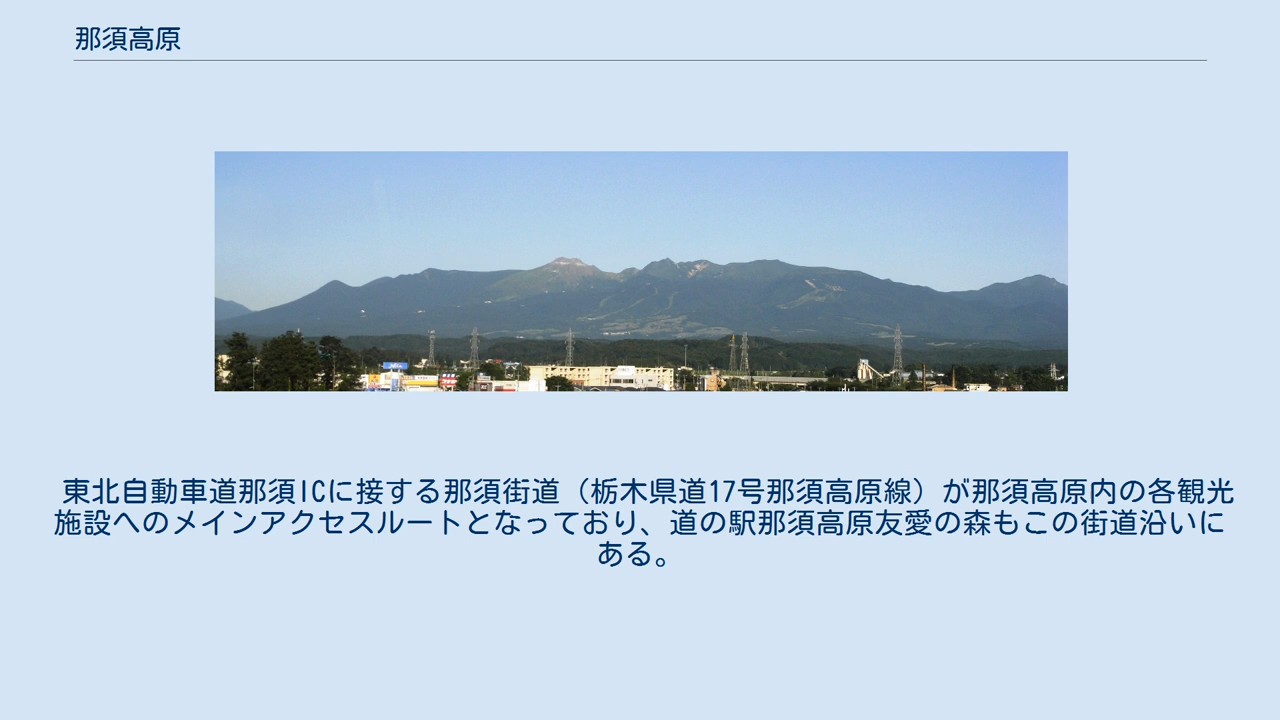 那須高原
東北自動車道那須ICに接する那須街道（栃木県道17号那須高原線）が那須高原内の各観光
施設へのメインアクセスルートとなっており、道の駅那須高原友愛の森もこの街道沿いに
ある。